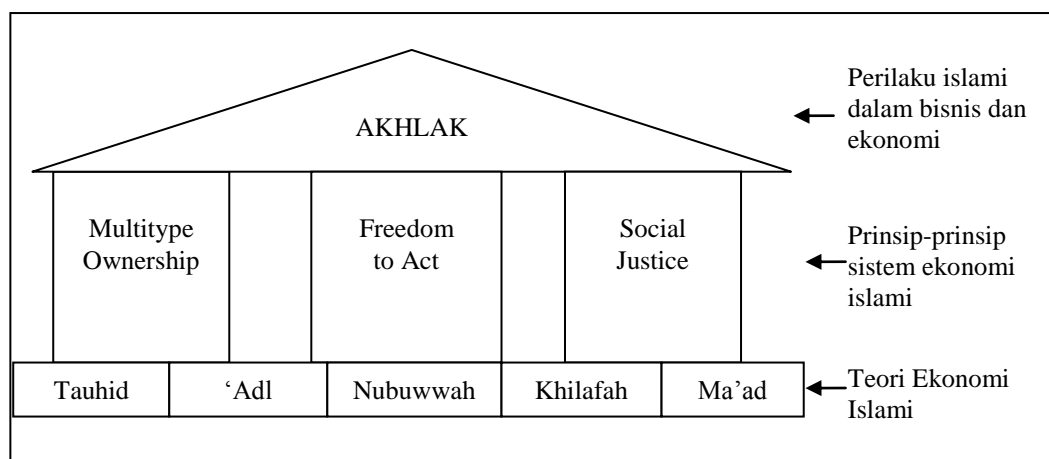 AKHLAK
Perilaku islami
dalam bisnis dan
ekonomi
Multitype
Ownership
Freedom
to Act
Social
Justice
Prinsip-prinsip
sistem ekonomi
islami
Tauhid
‘Adl
Nubuwwah
Khilafah
Ma’ad
Teori Ekonomi
Islami